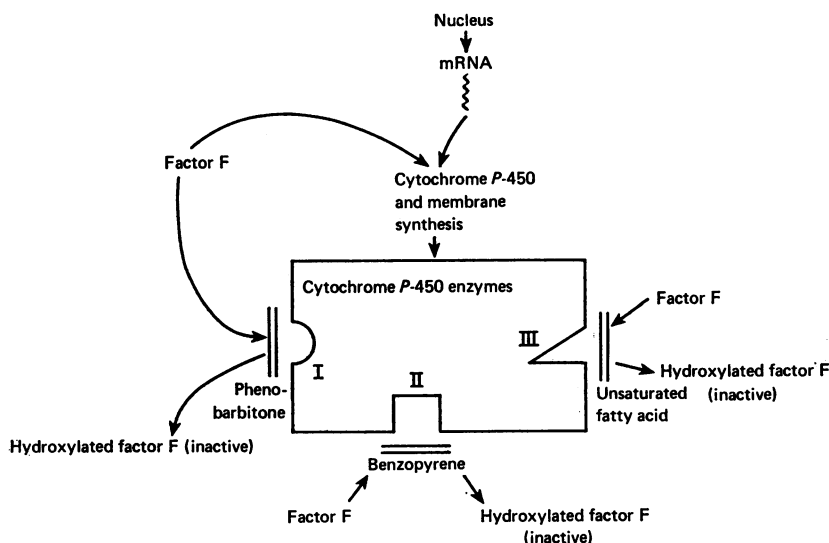 Nucleus
mRNA
Factor F
Cytochrome P-450
and membrane
synthesis
Cytochrome P-450 enzymes
Factor F
III
I
II
Hydroxylated factor F
(inactive)
Pheno-
barbitone
Unsaturated
fatty acid
Hydroxylated factor F (inactive)
Benzopyrene
Factor F
Hydroxylated factor F
(inactive)